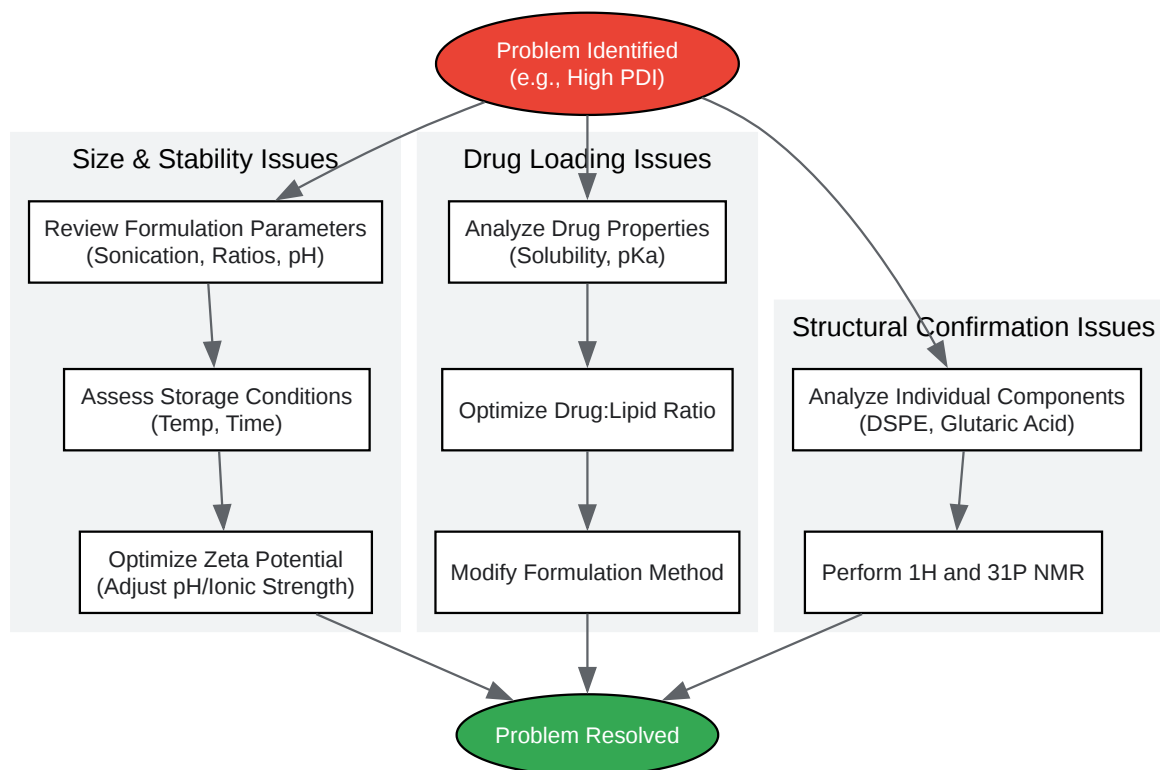 Problem Identified
(e.g., High PDI)
Size & Stability Issues
Review Formulation Parameters
(Sonication, Ratios, pH)
Assess Storage Conditions
(Temp, Time)
Optimize Zeta Potential
(Adjust pH/Ionic Strength)
Drug Loading Issues
Analyze Drug Properties
(Solubility, pKa)
Optimize Drug:Lipid Ratio
Modify Formulation Method
Structural Confirmation Issues
Analyze Individual Components
(DSPE, Glutaric Acid)
Perform 1H and 31P NMR
Problem Resolved